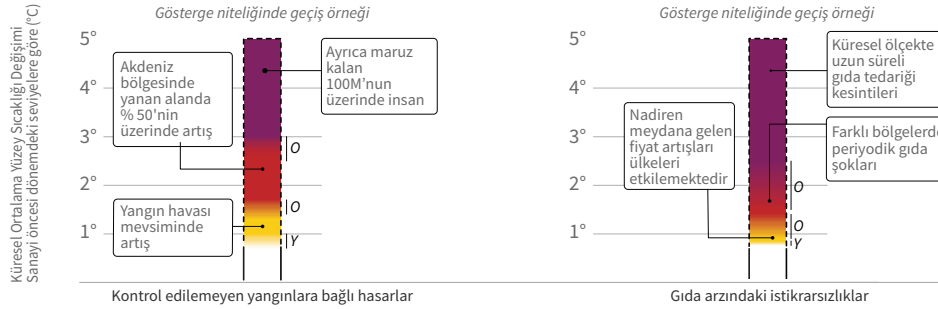 Küresel Ortalama Yüzey Sıcaklığı Değişimi
Sanayi öncesi dönemdeki seviyelere göre (°C)
Gösterge niteliğinde geçiş örneği
5°
4°
3°
2°
1°
Akdeniz
bölgesinde
yanan alanda
% 50'nin
üzerinde artış
Ayrıca maruz
kalan
100M’nun
üzerinde insan
Yangın havası
mevsiminde
artış
O
O
Y
Kontrol edilemeyen yangınlara bağlı hasarlar
Gösterge niteliğinde geçiş örneği
5°
4°
3°
2°
1°
Nadiren
meydana gelen
fiyat artışları
ülkeleri
etkilemektedir
Küresel ölçekte
uzun süreli
gıda tedariği
kesintileri
Farklı bölgelerde
periyodik gıda
şokları
O
O
Y
Gıda arzındaki istikrarsızlıklar